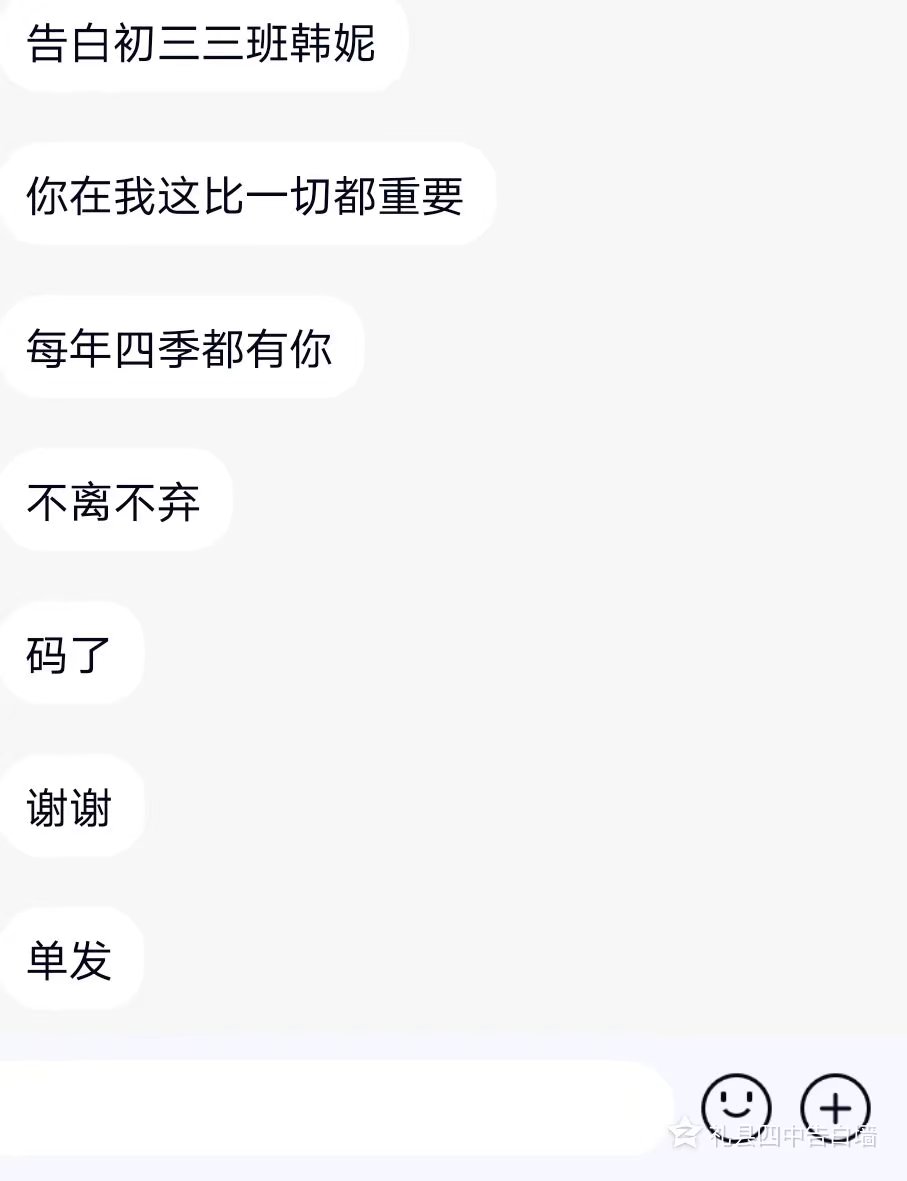 告白初三三班韩妮
你在我这比一切都重要
每年四季都有你
不离不弃
码了
谢谢
单发
礼县四中告白墙